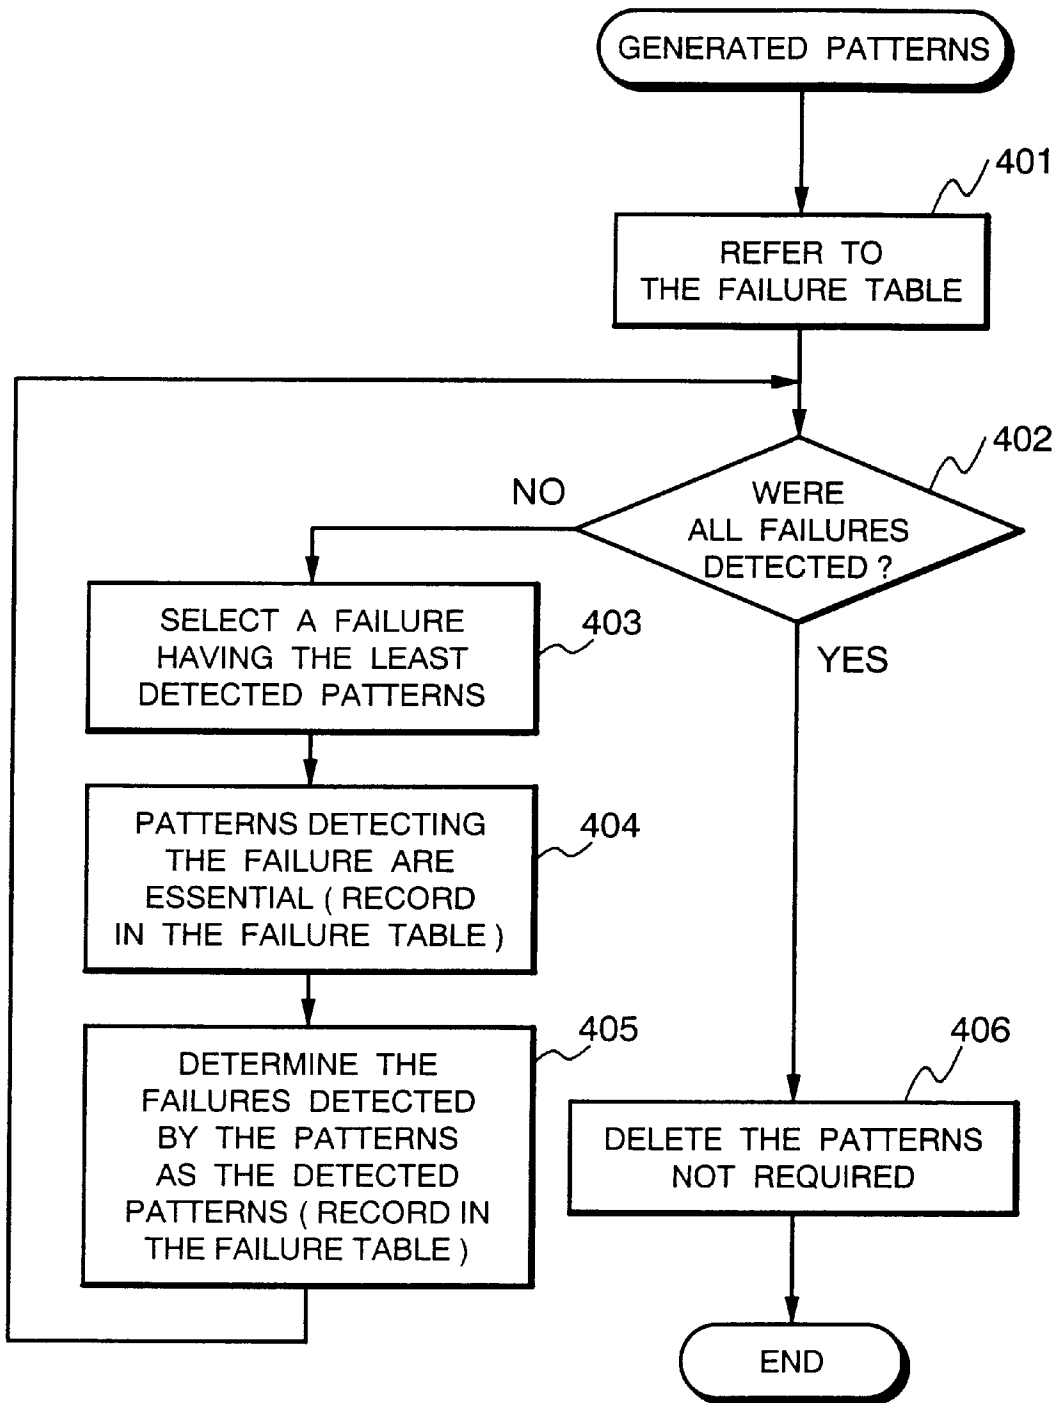 GENERATED PATTERNS
401
REFER TO
THE FAILURE TABLE
402
WERE
ALL FAILURES
DETECTED ?
NO
YES
403
SELECT A FAILURE
HAVING THE LEAST
DETECTED PATTERNS
404
PATTERNS DETECTING
THE FAILURE ARE
ESSENTIAL ( RECORD
IN THE FAILURE TABLE )
405
DETERMINE THE
FAILURES DETECTED
BY THE PATTERNS
AS THE DETECTED
PATTERNS ( RECORD IN
THE FAILURE TABLE )
406
DELETE THE PATTERNS
NOT REQUIRED
END